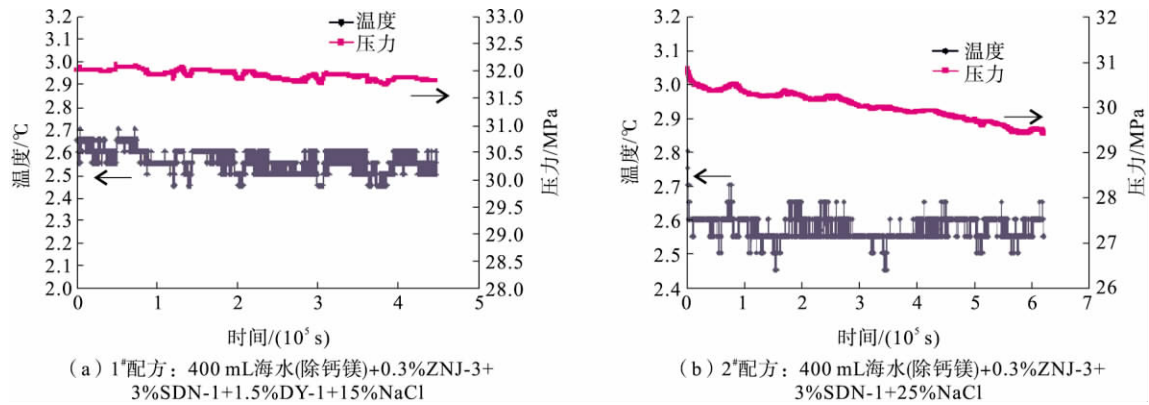 3.2
3.1
3.0
2.9
2.8
2.7
2.6
2.5
2.4
2.3
2.2
2.1
2.0
温度/℃
温度
压力
33.0
32.5
32.0
31.5
31.0
30.5
30.0
29.5
29.0
28.5
28.0
压力/MPa
0 1 2 3 4 5
时间/(10⁵ s)
(a) 1#配方:400 mL海水(除钙镁)+0.3%ZNJ-3+
3%SDN-1+1.5%DY-1+15%NaCl
3.2
3.1
3.0
2.9
2.8
2.7
2.6
2.5
2.4
温度/℃
温度
压力
32
31
30
29
28
27
26
压力/MPa
0 1 2 3 4 5 6 7
时间/(10⁵ s)
(b) 2#配方:400 mL海水(除钙镁)+0.3%ZNJ-3+
3%SDN-1+25%NaCl